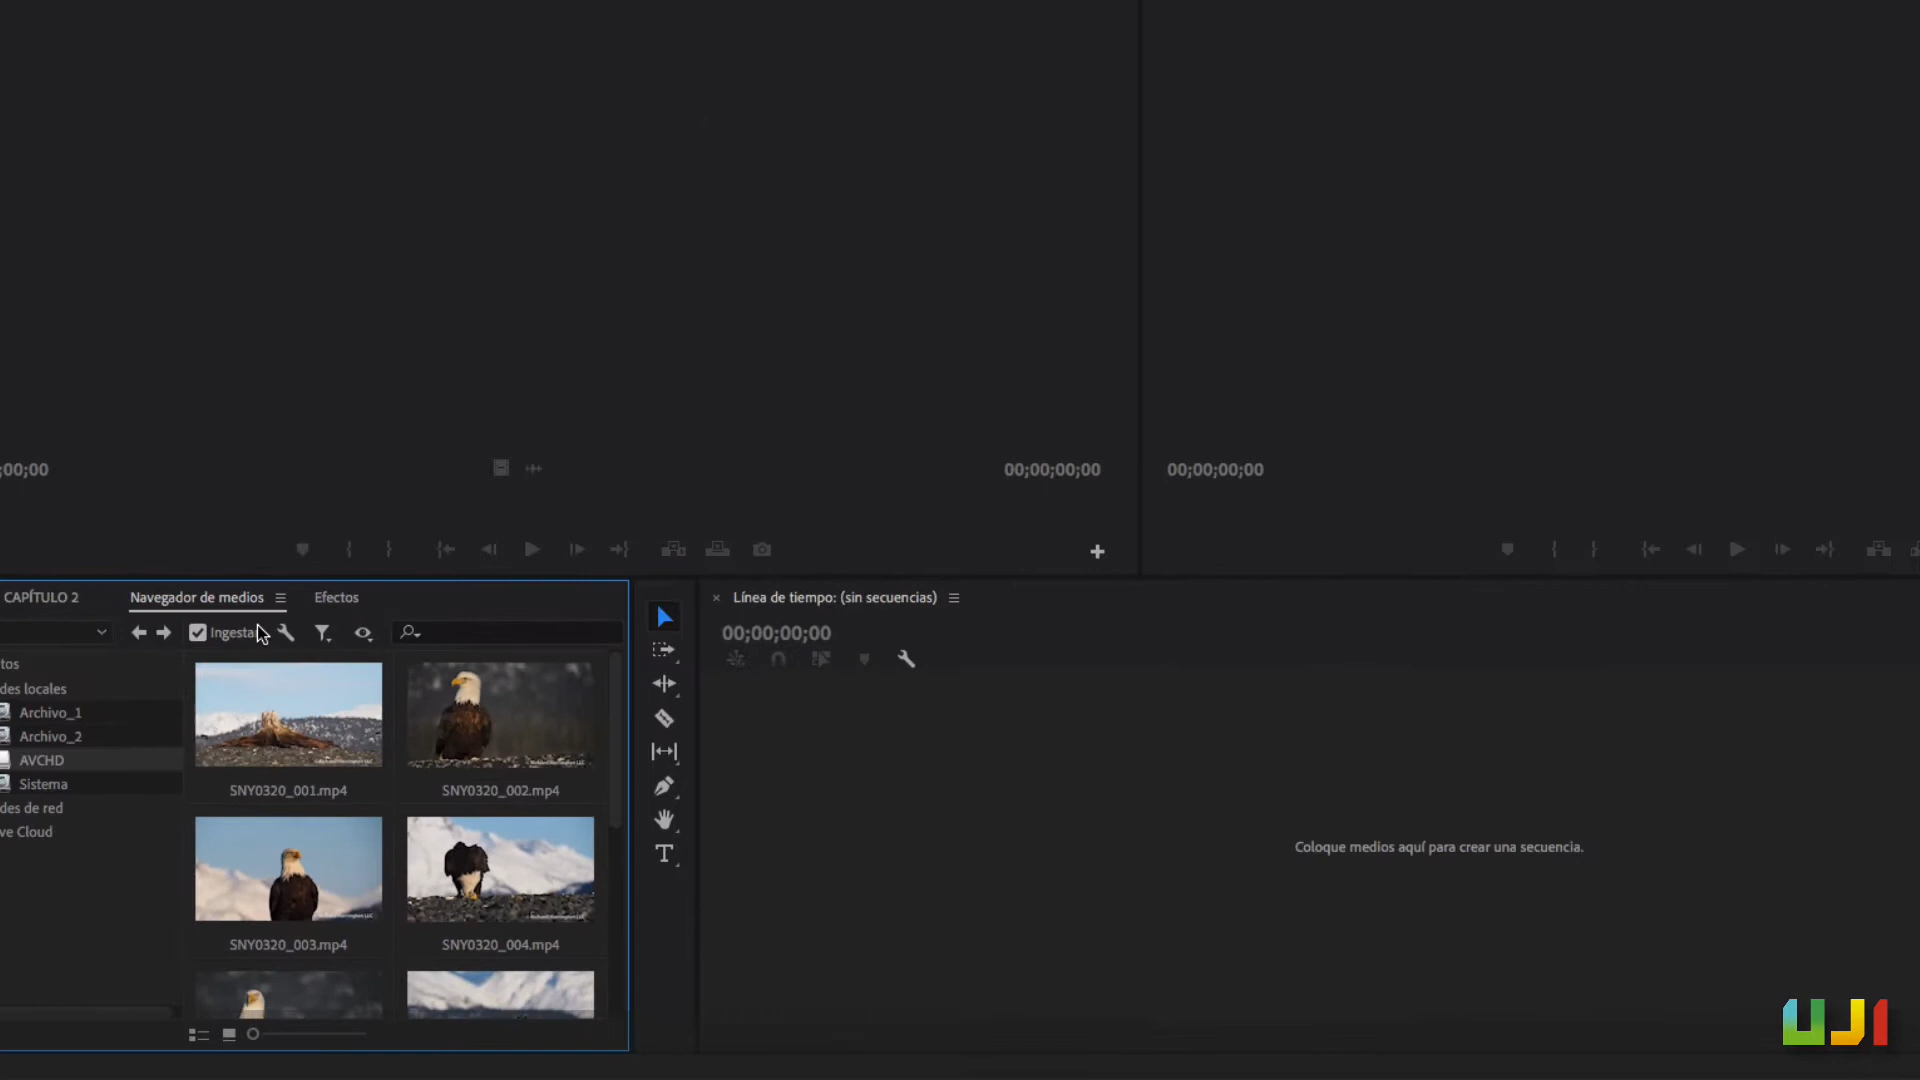 ;00;00
00;00;00;00
00;00;00;00
CAPÍTULO 2
Navegador de medios
Efectos
× Línea de tiempo: (sin secuencias)
Ingesta
00;00;00;00
tos
des locales
Archivo_1
Archivo_2
AVCHD
Sistema
des de red
ve Cloud
SNY0320_001.mp4
SNY0320_002.mp4
SNY0320_003.mp4
SNY0320_004.mp4
Coloque medios aquí para crear una secuencia.
UJI